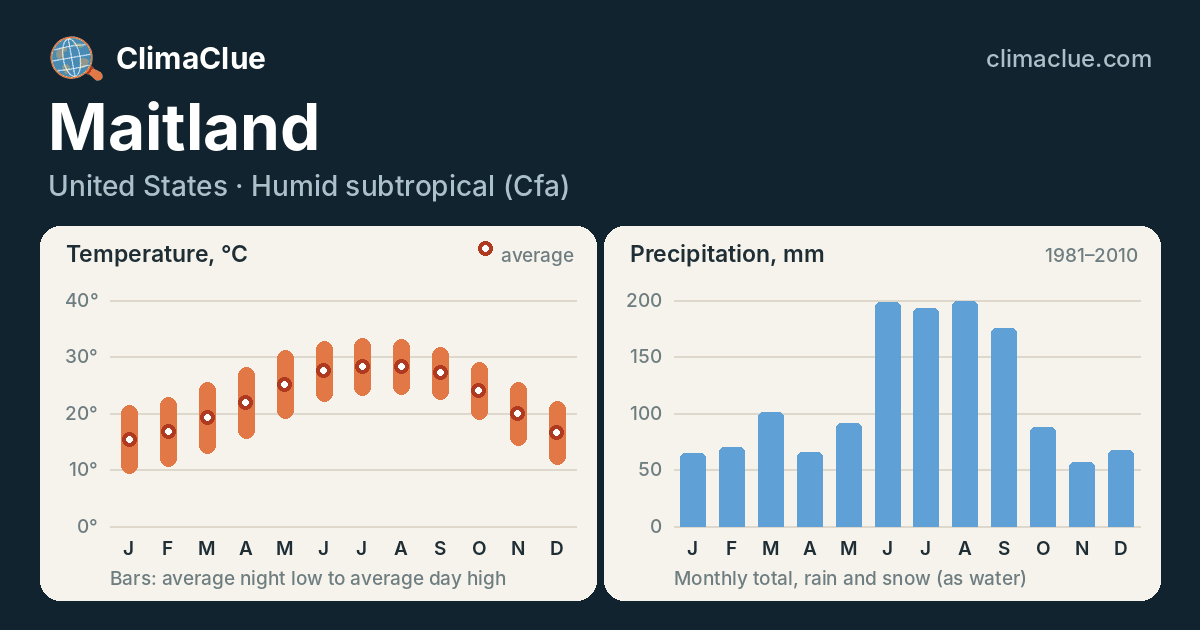 ClimaClue
climaclue.com
Maitland
United States · Humid subtropical (Cfa)
Temperature, °C
average
40°
30°
20°
10°
0°
J F M A M J J A S O N D
Bars: average night low to average day high
Precipitation, mm
1981–2010
200
150
100
50
0
J F M A M J J A S O N D
Monthly total, rain and snow (as water)